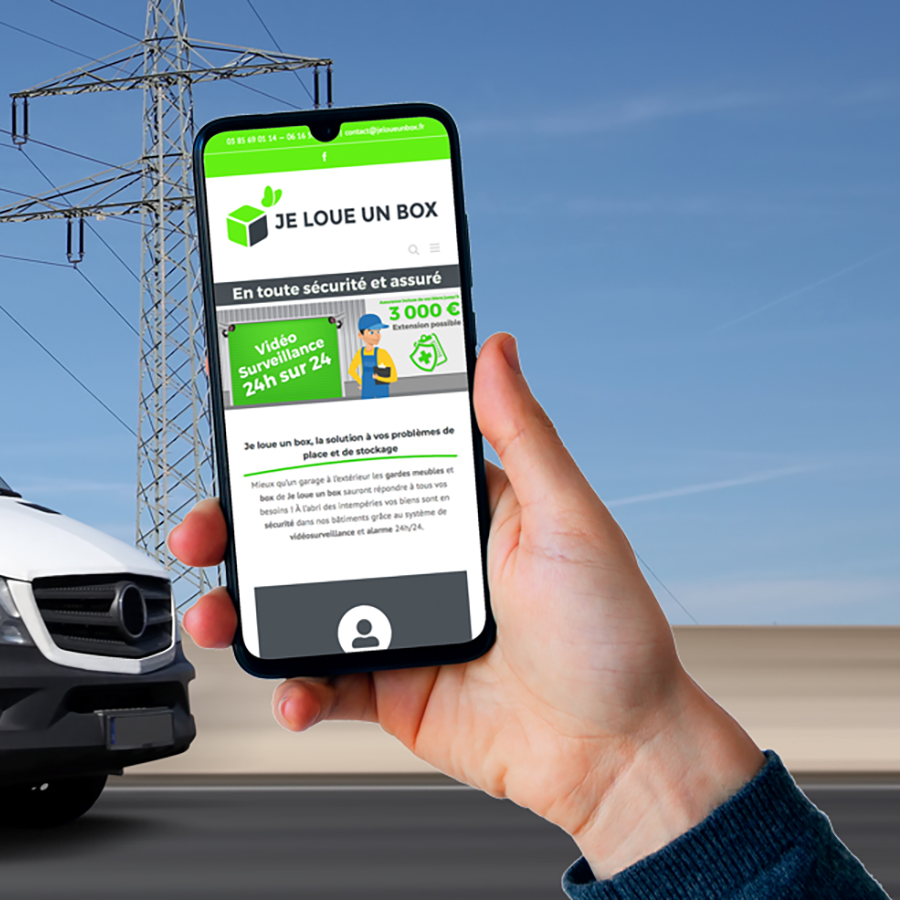 03 85 69 01 14 — 06 16
contact@jeloueunbox.fr
f
JE LOUE UN BOX
En toute sécurité et assuré
Vidéo
Surveillance
24h sur 24
3 000 €
Extension possible
Je loue un box, la solution à vos problèmes de
place et de stockage
Mieux qu'un garage à l'extérieur les gardes meubles et
box de Je loue un box sauront répondre à tous vos
besoins ! À l'abri des intempéries vos biens sont en
sécurité dans nos bâtiments grâce au système de
vidéosurveillance et alarme 24h/24.